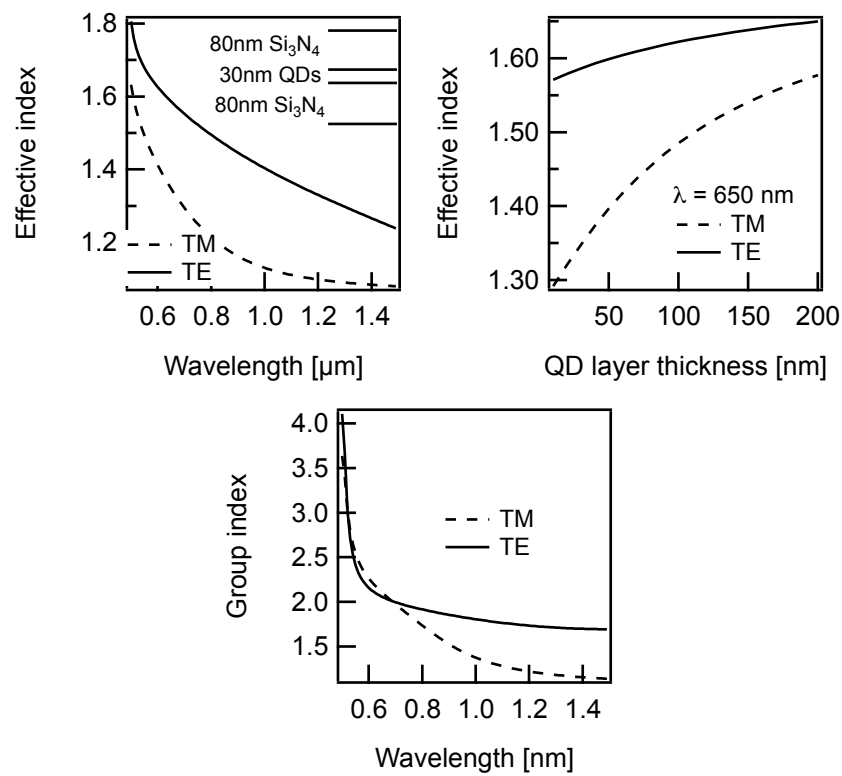 1.8
1.6
1.4
1.2
Effective index
80nm Si₃N₄
30nm QDs
80nm Si₃N₄
TM
TE
0.6 0.8 1.0 1.2 1.4
Wavelength [µm]
1.60
1.50
1.40
1.30
Effective index
λ = 650 nm
TM
TE
50 100 150 200
QD layer thickness [nm]
4.0
3.5
3.0
2.5
2.0
1.5
Group index
TM
TE
0.6 0.8 1.0 1.2 1.4
Wavelength [nm]